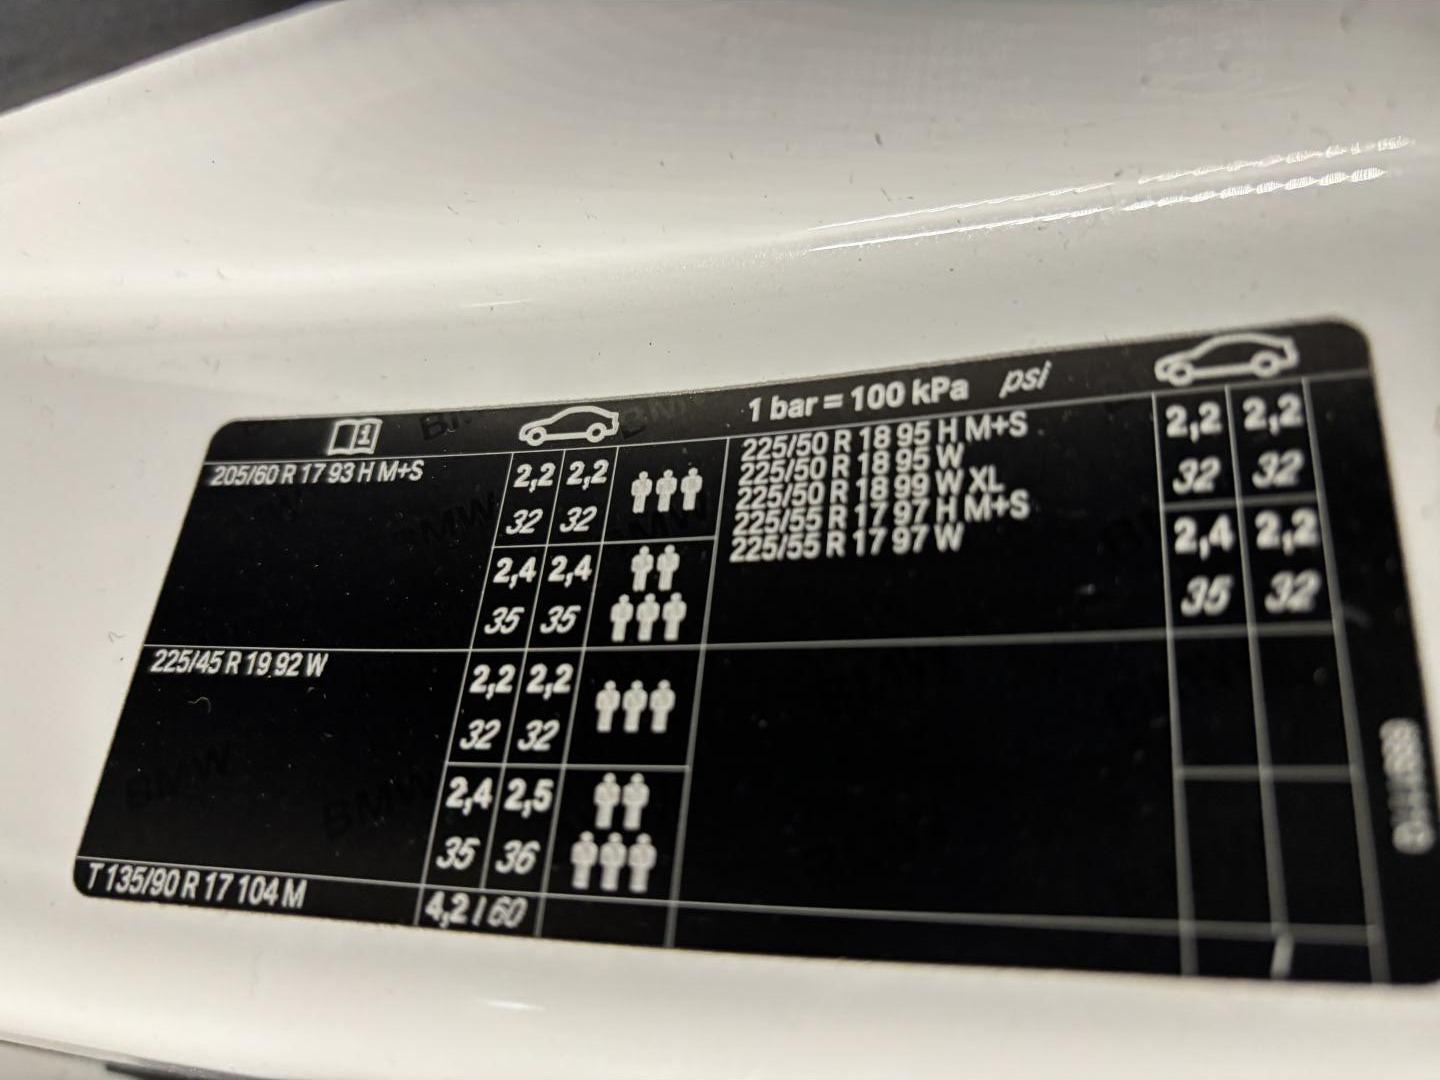 1 bar = 100 kPa psi
205/60 R 17 93 H M+S
2,2 2,2
32 32
2,4 2,4
35 35
225/45 R 19 92 W
2,2 2,2
32 32
2,4 2,5
35 36
T 135/90 R 17 104 M
4,2 / 60
225/50 R 18 95 H M+S
225/50 R 18 95 W
225/50 R 18 99 W XL
225/55 R 17 97 H M+S
225/55 R 17 97 W
2,2 2,2
32 32
2,4 2,2
35 32
BMW
BMW
BMW